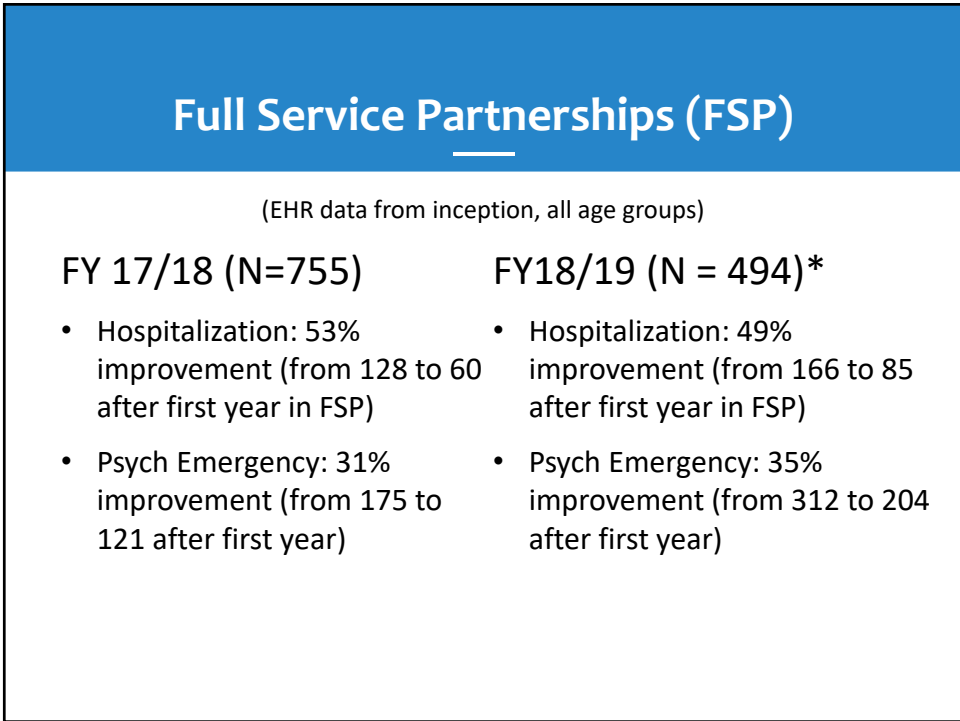 Full Service Partnerships (FSP)
(EHR data from inception, all age groups)
FY 17/18 (N=755)
• Hospitalization: 53%
improvement (from 128 to 60
after first year in FSP)
• Psych Emergency: 31%
improvement (from 175 to
121 after first year)
FY18/19 (N = 494)*
• Hospitalization: 49%
improvement (from 166 to 85
after first year in FSP)
• Psych Emergency: 35%
improvement (from 312 to 204
after first year)